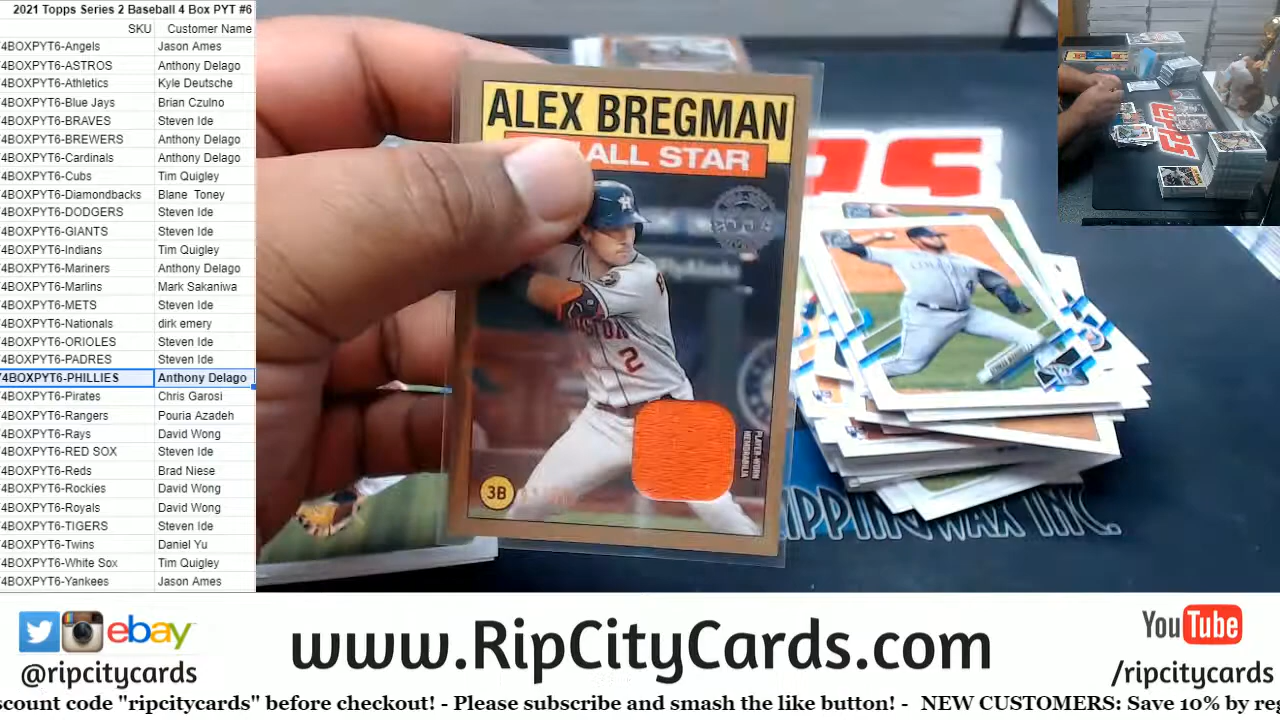 2021 Topps Series 2 Baseball 4 Box PYT #6
SKU Customer Name
4BOXPYT6-Angels Jason Ames
4BOXPYT6-ASTROS Anthony Delago
4BOXPYT6-Athletics Kyle Deutsche
4BOXPYT6-Blue Jays Brian Czulno
4BOXPYT6-BRAVES Steven Ide
4BOXPYT6-BREWERS Anthony Delago
4BOXPYT6-Cardinals Anthony Delago
4BOXPYT6-Cubs Tim Quigley
4BOXPYT6-Diamondbacks Blane Toney
4BOXPYT6-DODGERS Steven Ide
4BOXPYT6-GIANTS Steven Ide
4BOXPYT6-Indians Tim Quigley
4BOXPYT6-Mariners Anthony Delago
4BOXPYT6-Marlins Mark Sakaniwa
4BOXPYT6-METS Steven Ide
4BOXPYT6-Nationals dirk emery
4BOXPYT6-ORIOLES Steven Ide
4BOXPYT6-PADRES Steven Ide
4BOXPYT6-PHILLIES Anthony Delago
4BOXPYT6-Pirates Chris Garosi
4BOXPYT6-Rangers Pouria Azadeh
4BOXPYT6-Rays David Wong
4BOXPYT6-RED SOX Steven Ide
4BOXPYT6-Reds Brad Niese
4BOXPYT6-Rockies David Wong
4BOXPYT6-Royals David Wong
4BOXPYT6-TIGERS Steven Ide
4BOXPYT6-Twins Daniel Yu
4BOXPYT6-White Sox Tim Quigley
4BOXPYT6-Yankees Jason Ames
ALEX BREGMAN
ALL STAR
2
PLAYER-WORN
MEMORABILIA
3B
RIPPINGWAX INC.
ebay
@ripcitycards
www.RipCityCards.com
YouTube
/ripcitycards
scount code "ripcitycards" before checkout! - Please subscribe and smash the like button! - NEW CUSTOMERS: Save 10% by reg